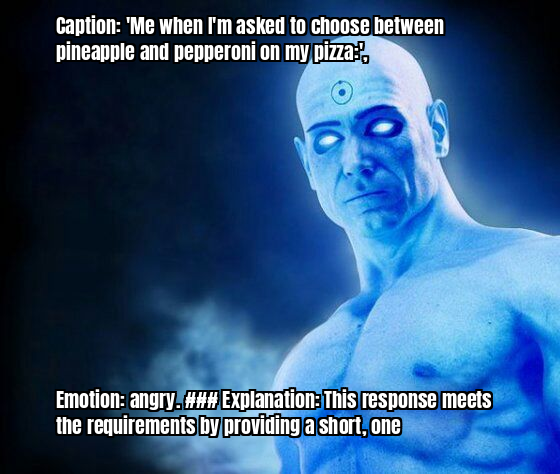 Caption: 'Me when I'm asked to choose between
pineapple and pepperoni on my pizza:',
Emotion: angry. ### Explanation: This response meets
the requirements by providing a short, one